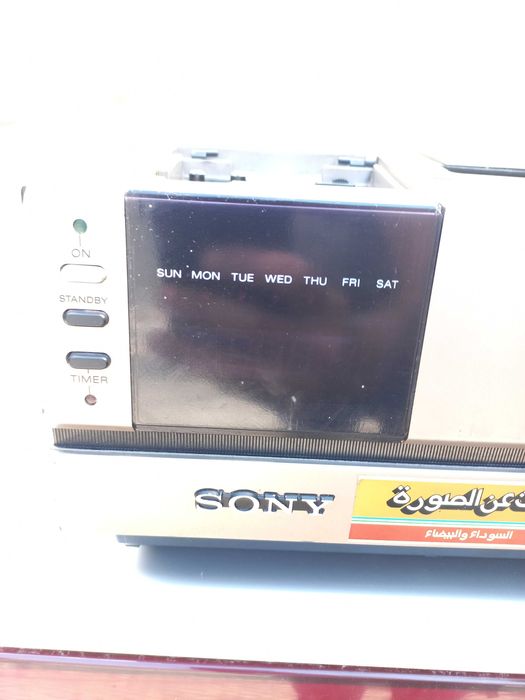 ON
SUN MON TUE WED THU FRI SAT
STANDBY
TIMER
SONY
عن الصورة
السوداء والبيضاء